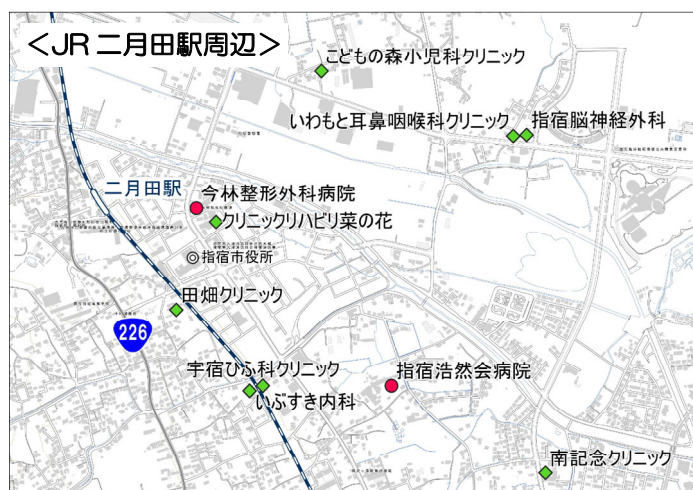 ＜JR二月田駅周辺＞
こどもの森小児科クリニック
いわもと耳鼻咽喉科クリニック
指宿脳神経外科
二月田駅
今林整形外科病院
クリニックリハビリ菜の花
◎指宿市役所
田畑クリニック
226
宇宿ひふ科クリニック
いぶすき内科
指宿浩然会病院
南記念クリニック